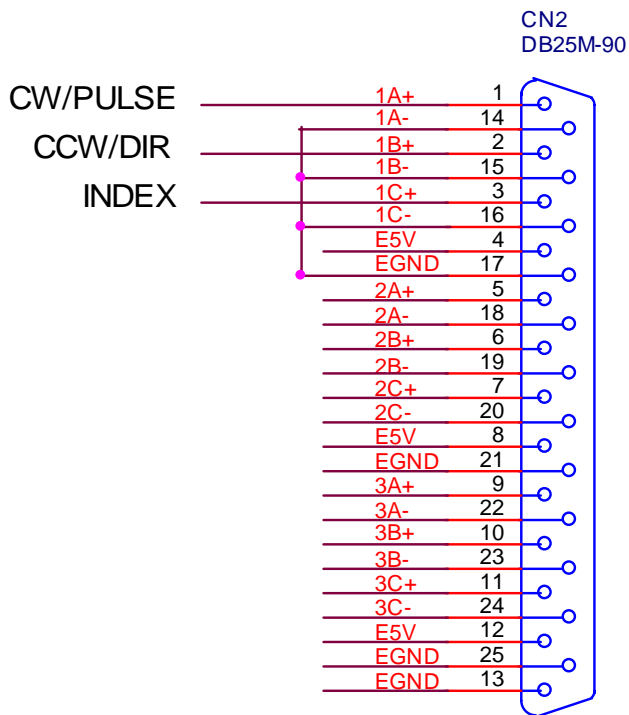 CN2
DB25M-90
CW/PULSE 1A+ 1
1A- 14
CCW/DIR 1B+ 2
1B- 15
INDEX 1C+ 3
1C- 16
E5V 4
EGND 17
2A+ 5
2A- 18
2B+ 6
2B- 19
2C+ 7
2C- 20
E5V 8
EGND 21
3A+ 9
3A- 22
3B+ 10
3B- 23
3C+ 11
3C- 24
E5V 12
EGND 25
EGND 13